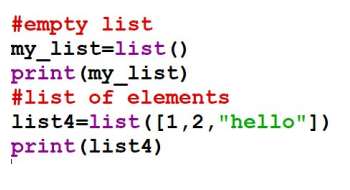 #empty list
my_list=list()
print(my_list)
#list of elements
list4=list([1,2,"hello"])
print(list4)